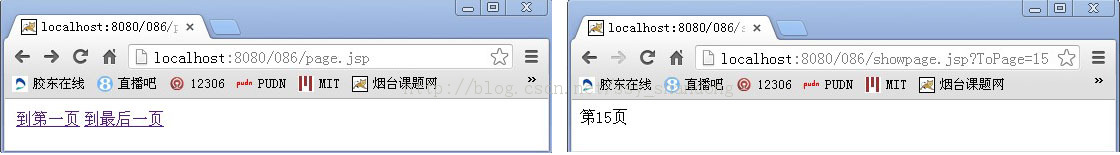 localhost:8080/086/p
localhost:8080/086/page.jsp
胶东在线 直播吧 12306 pudn PUDN MIT 烟台课题网 »
到第一页 到最后一页
localhost:8080/086/s
localhost:8080/086/showpage.jsp?ToPage=15
胶东在线 直播吧 12306 pudn PUDN MIT 烟台课题网 »
第15页